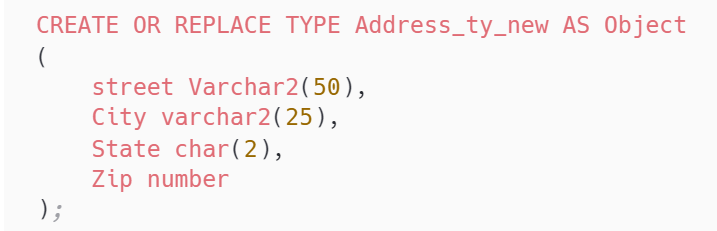 CREATE OR REPLACE TYPE Address_ty_new AS Object
(
    street Varchar2(50),
    City varchar2(25),
    State char(2),
    Zip number
);